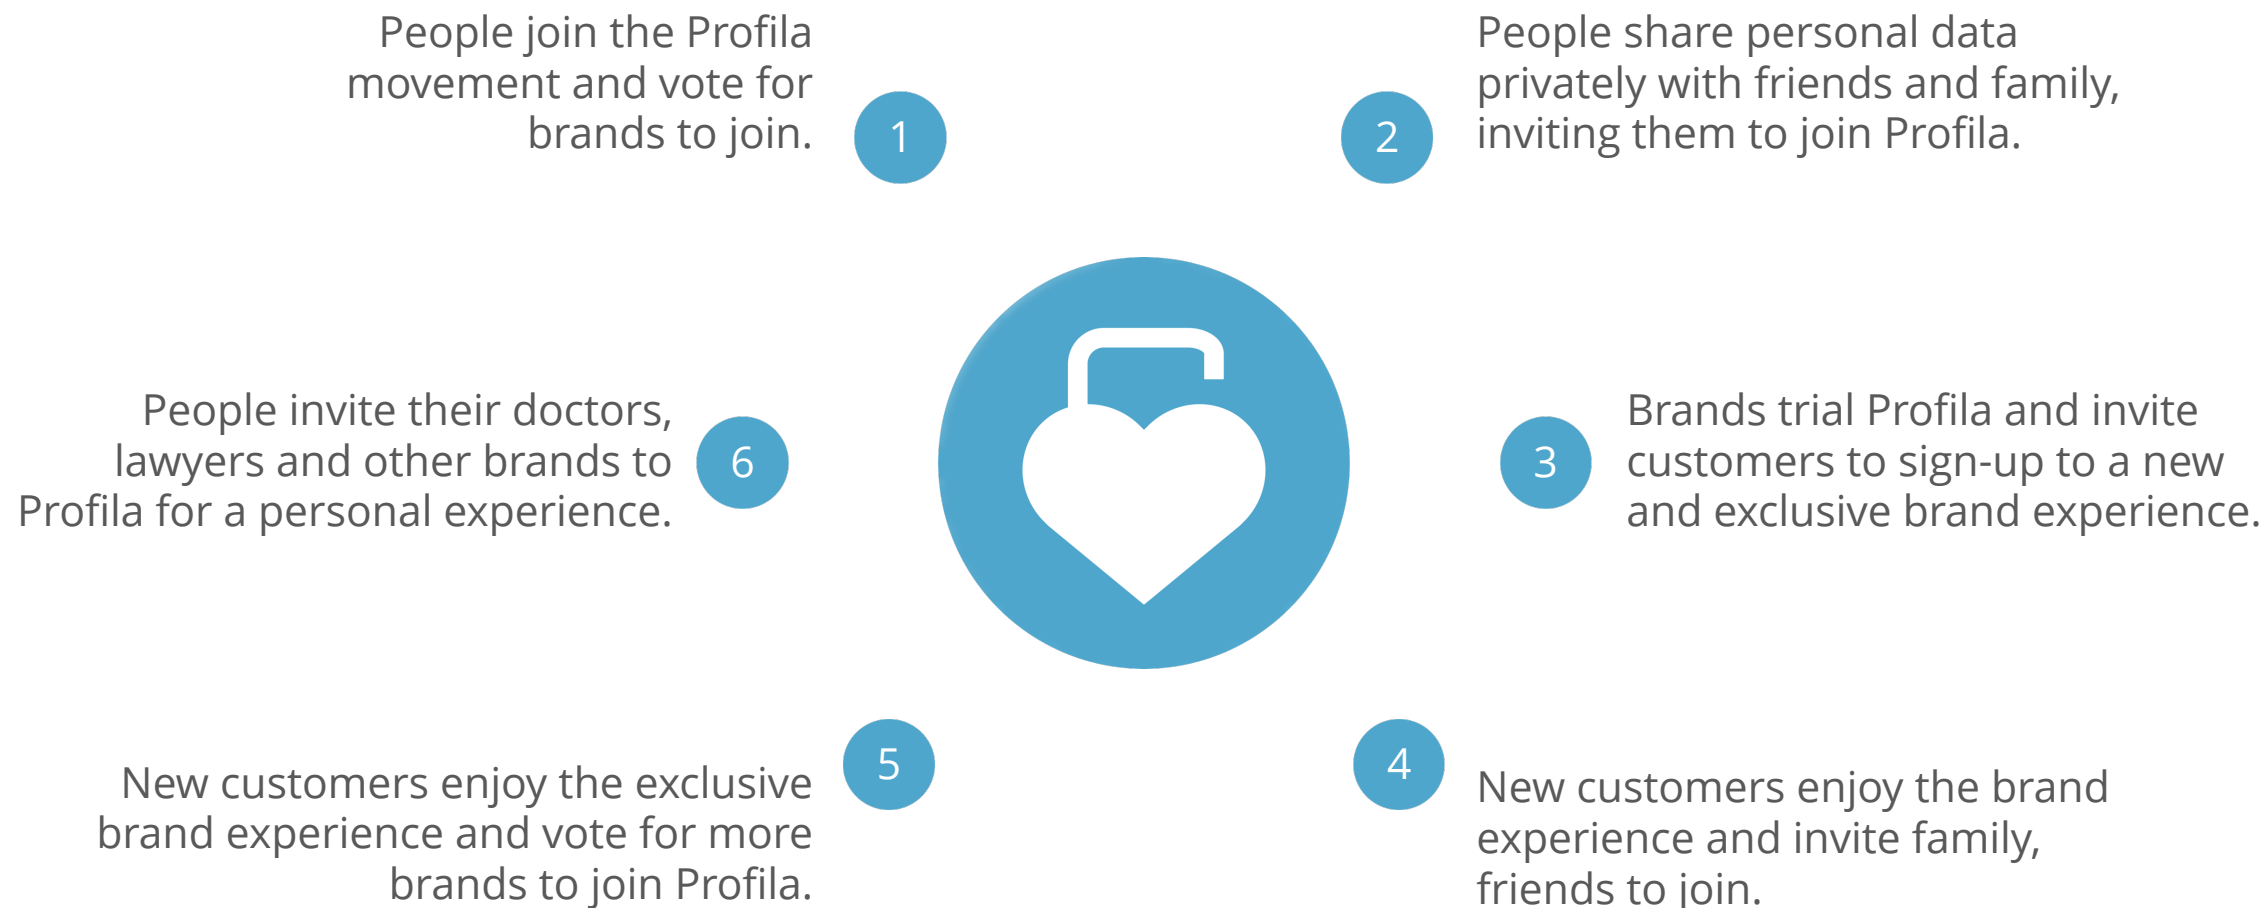 People join the Profila
movement and vote for
brands to join.
1
2
People share personal data
privately with friends and family,
inviting them to join Profila.
3
Brands trial Profila and invite
customers to sign-up to a new
and exclusive brand experience.
4
New customers enjoy the brand
experience and invite family,
friends to join.
5
New customers enjoy the exclusive
brand experience and vote for more
brands to join Profila.
6
People invite their doctors,
lawyers and other brands to
Profila for a personal experience.